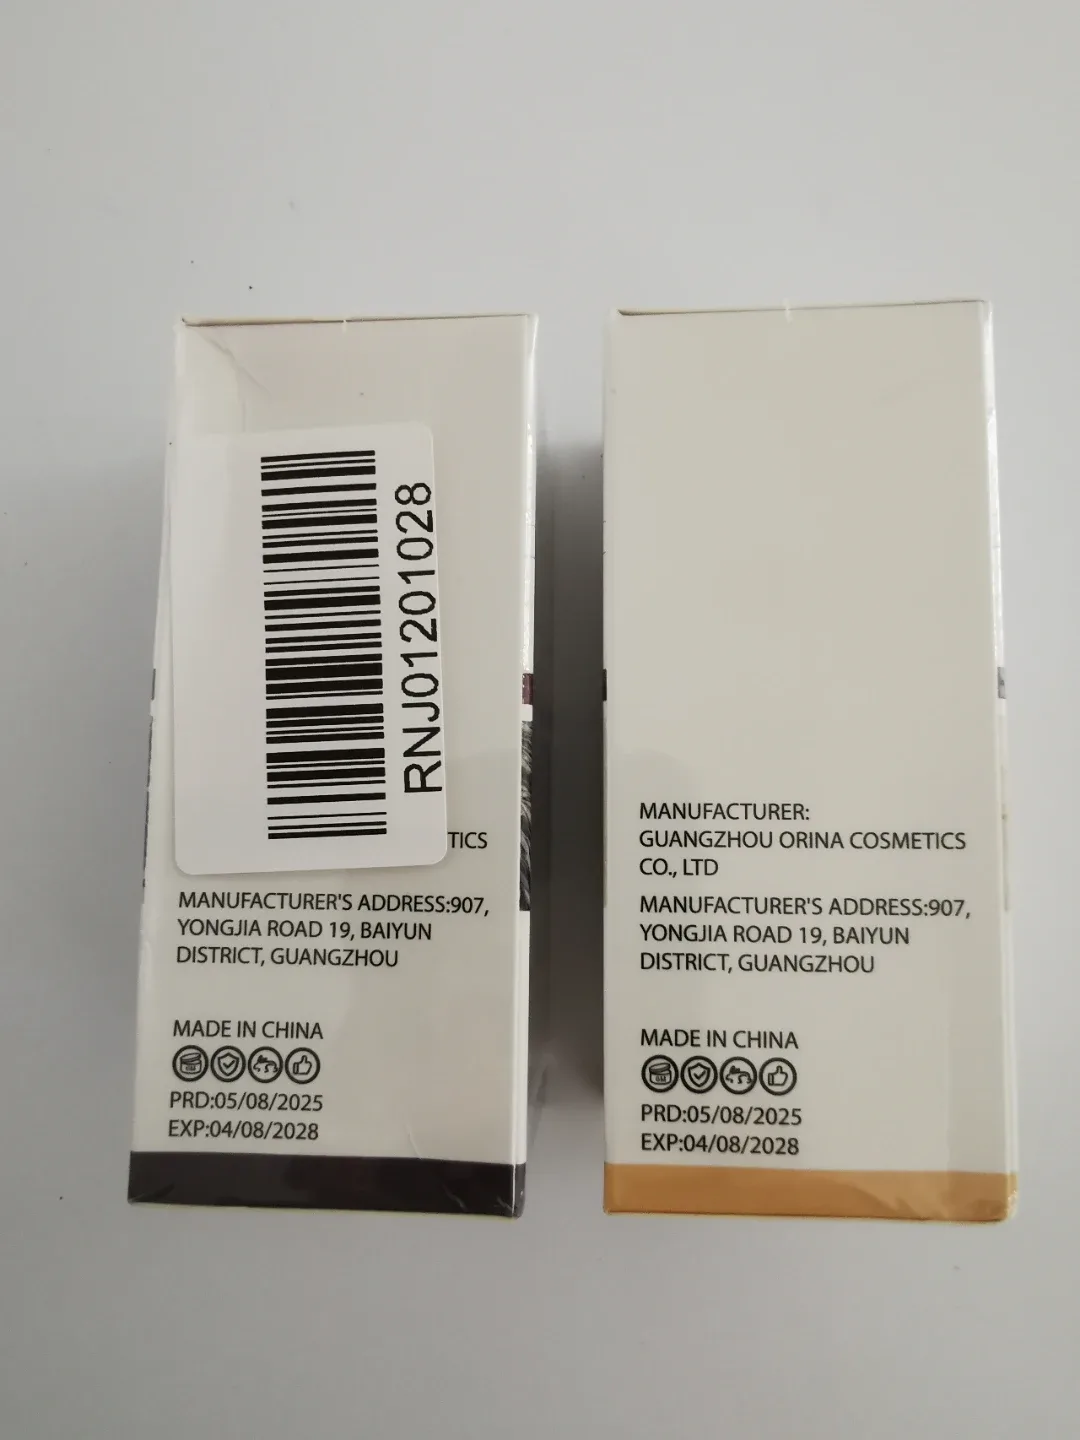 RNJ01201028
TICS
MANUFACTURER'S ADDRESS:907,
YONGJIA ROAD 19, BAIYUN
DISTRICT, GUANGZHOU
MADE IN CHINA
PRD:05/08/2025
EXP:04/08/2028
MANUFACTURER:
GUANGZHOU ORINA COSMETICS
CO., LTD
MANUFACTURER'S ADDRESS:907,
YONGJIA ROAD 19, BAIYUN
DISTRICT, GUANGZHOU
MADE IN CHINA
PRD:05/08/2025
EXP:04/08/2028